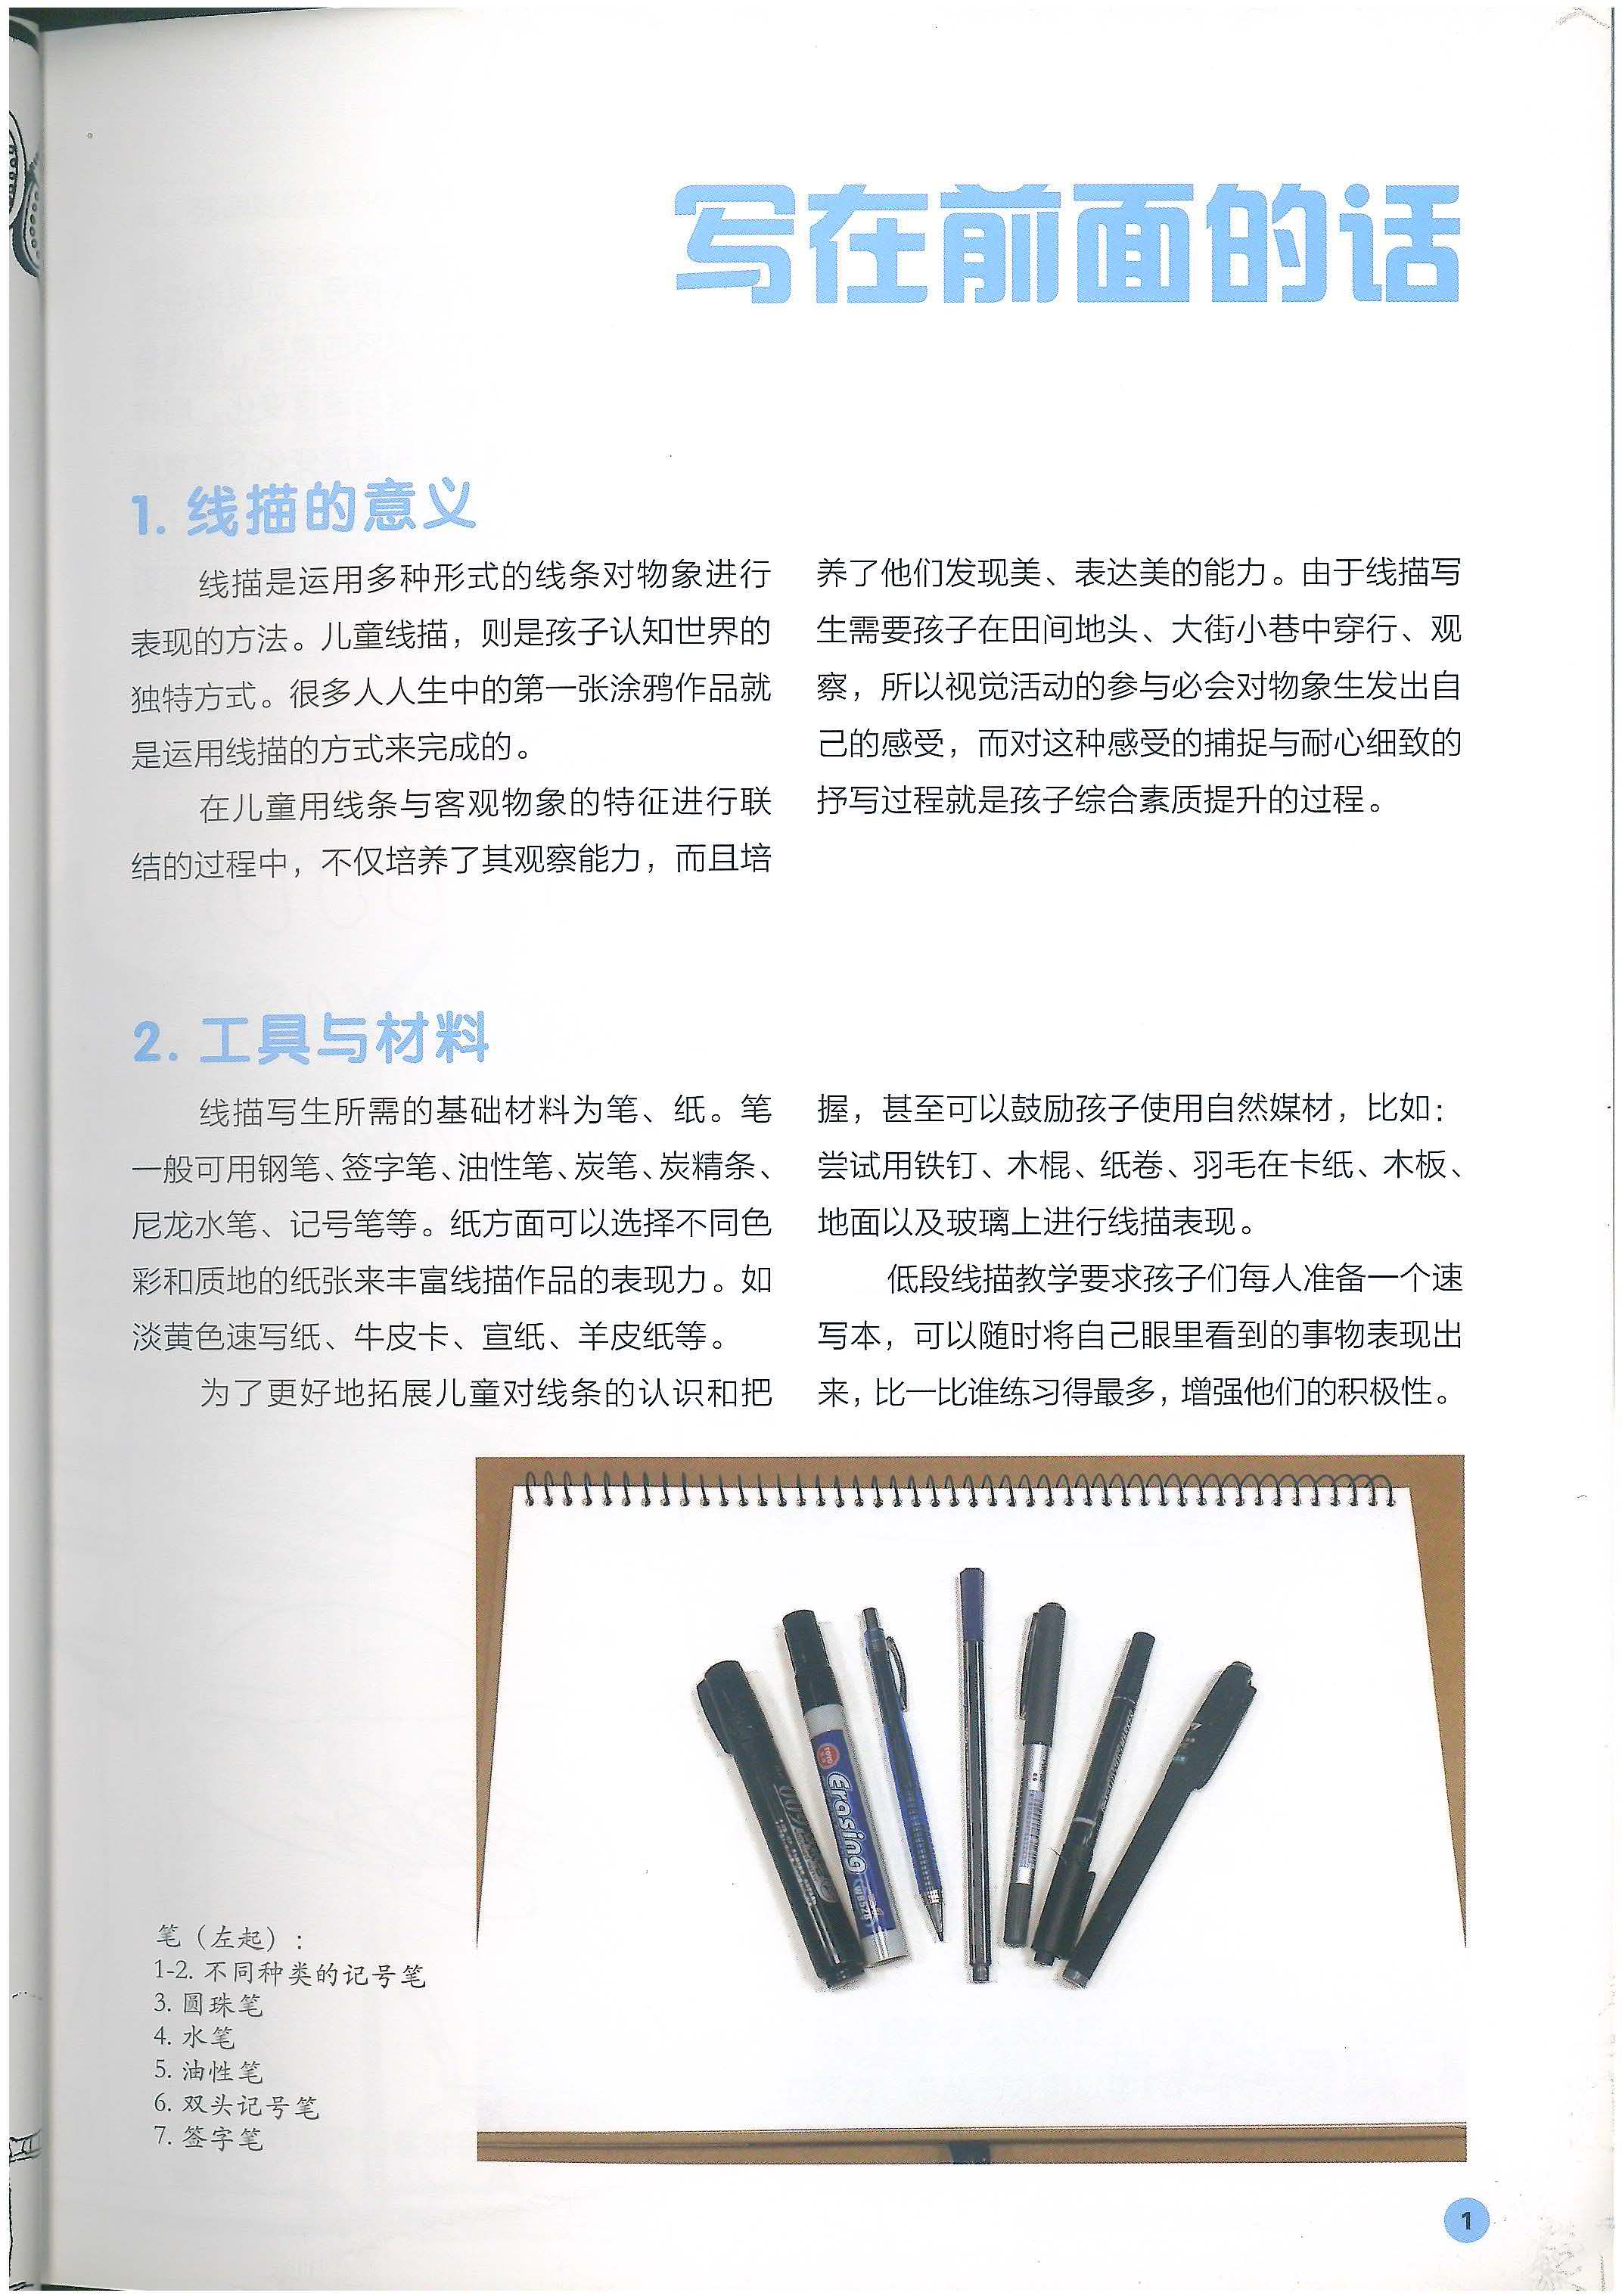 写在前面的话
1. 线描的意义
线描是运用多种形式的线条对物象进行
表现的方法。儿童线描，则是孩子认知世界的
独特方式。很多人人生中的第一张涂鸦作品就
是运用线描的方式来完成的。
在儿童用线条与客观物象的特征进行联
结的过程中，不仅培养了其观察能力，而且培
养了他们发现美、表达美的能力。由于线描写
生需要孩子在田间地头、大街小巷中穿行、观
察，所以视觉活动的参与必会对物象生发出自
己的感受，而对这种感受的捕捉与耐心细致的
抒写过程就是孩子综合素质提升的过程。
2. 工具与材料
线描写生所需的基础材料为笔、纸。笔
一般可用钢笔、签字笔、油性笔、炭笔、炭精条、
尼龙水笔、记号笔等。纸方面可以选择不同色
彩和质地的纸张来丰富线描作品的表现力。如
淡黄色速写纸、牛皮卡、宣纸、羊皮纸等。
为了更好地拓展儿童对线条的认识和把
握，甚至可以鼓励孩子使用自然媒材，比如：
尝试用铁钉、木棍、纸卷、羽毛在卡纸、木板、
地面以及玻璃上进行线描表现。
低段线描教学要求孩子们每人准备一个速
写本，可以随时将自己眼里看到的事物表现出
来，比一比谁练习得最多，增强他们的积极性。
Erasing
笔（左起）：
1-2. 不同种类的记号笔
3. 圆珠笔
4. 水笔
5. 油性笔
6. 双头记号笔
7. 签字笔
1